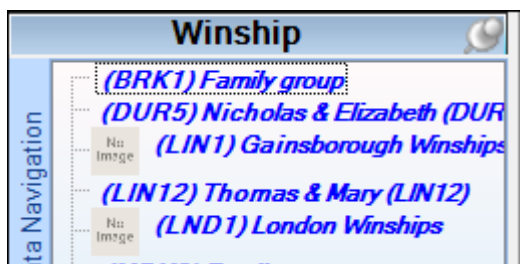 Winship
(BRK1) Family group
(DUR5) Nicholas & Elizabeth (DUR
No Image
(LIN1) Gainsborough Winships
(LIN12) Thomas & Mary (LIN12)
No Image
(LND1) London Winships
ta Navigation